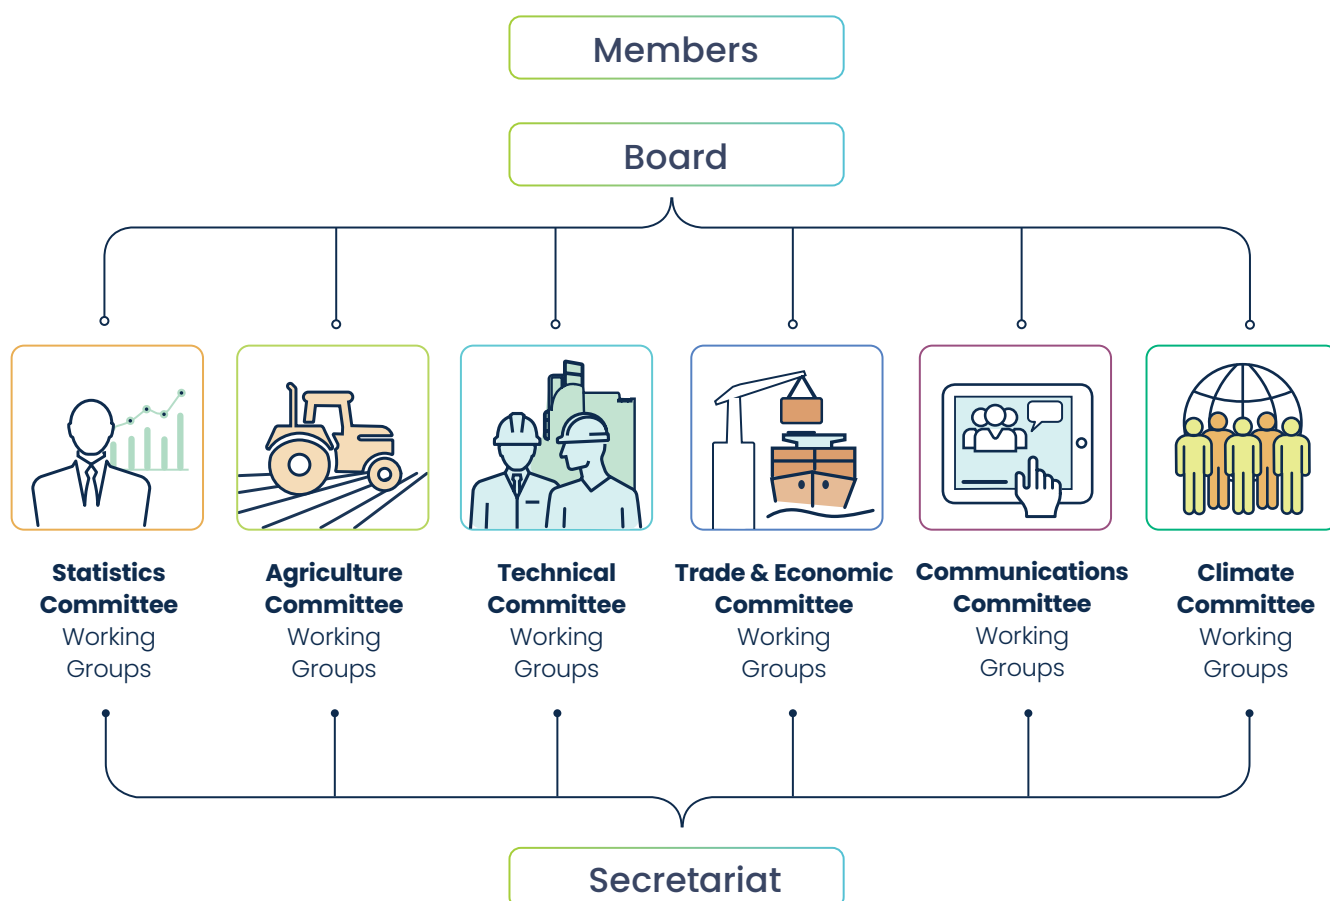 Members
Board
Statistics
Committee
Working
Groups
Agriculture
Committee
Working
Groups
Technical
Committee
Working
Groups
Trade & Economic
Committee
Working
Groups
Communications
Committee
Working
Groups
Climate
Committee
Working
Groups
Secretariat